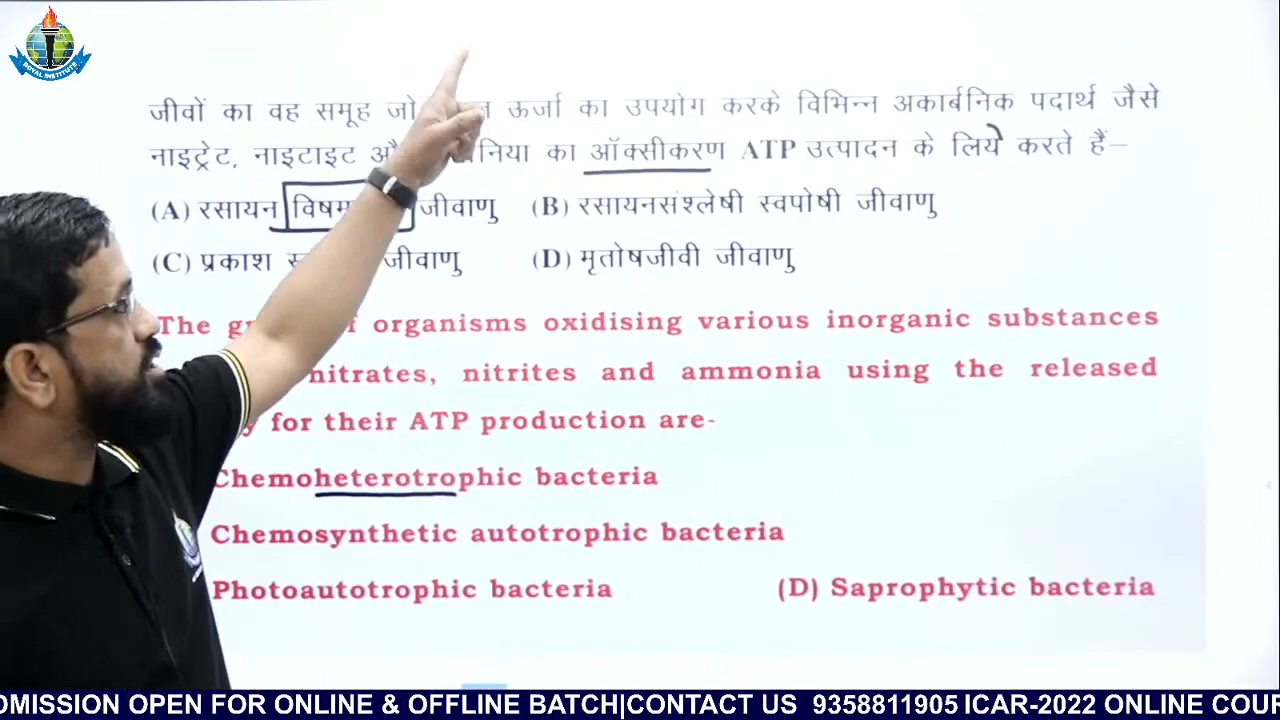 ROYAL INSTITUTE
जीवों का वह समूह जो ऊर्जा का उपयोग करके विभिन्न अकार्बनिक पदार्थ जैसे
नाइट्रेट, नाइटाइट का ऑक्सीकरण ATP उत्पादन के लिये करते हैं–
(A) रसायन जीवाणु (B) रसायनसंश्लेषी स्वपोषी जीवाणु
(C) प्रकाश जीवाणु (D) मृतोषजीवी जीवाणु
The organisms oxidising various inorganic substances
nitrates, nitrites and ammonia using the released
for their ATP production are-
Chemoheterotrophic bacteria
Chemosynthetic autotrophic bacteria
Photoautotrophic bacteria (D) Saprophytic bacteria
OPEN FOR ONLINE & OFFLINE BATCH|CONTACT US 9358811905 ICAR-2022 ONLINE